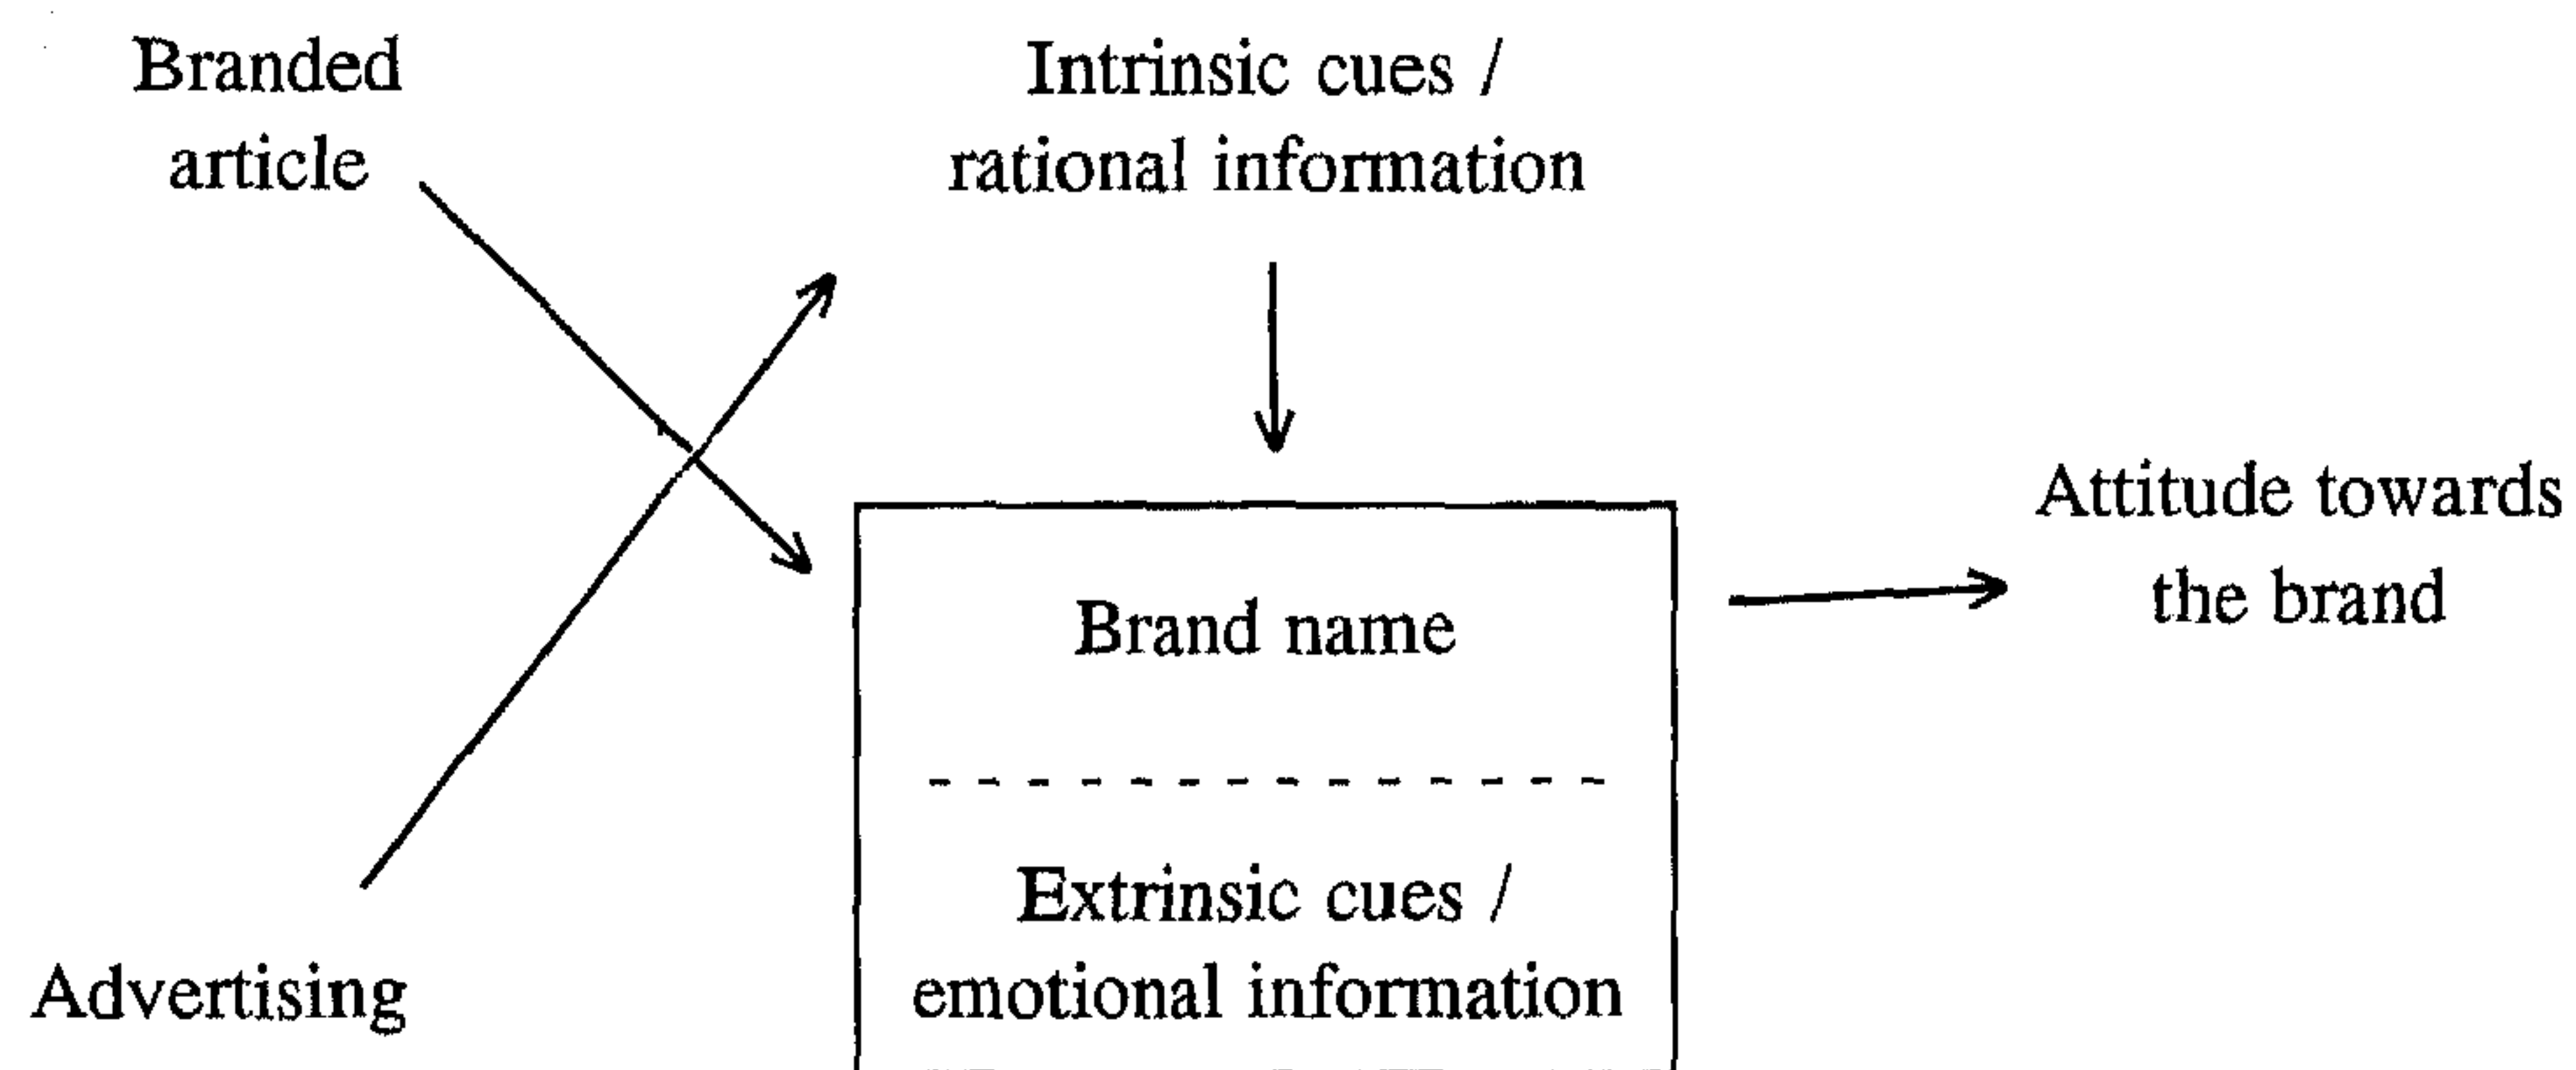 Branded
article
Intrinsic cues /
rational information
Attitude towards
the brand
Brand name
Extrinsic cues /
emotional information
Advertising